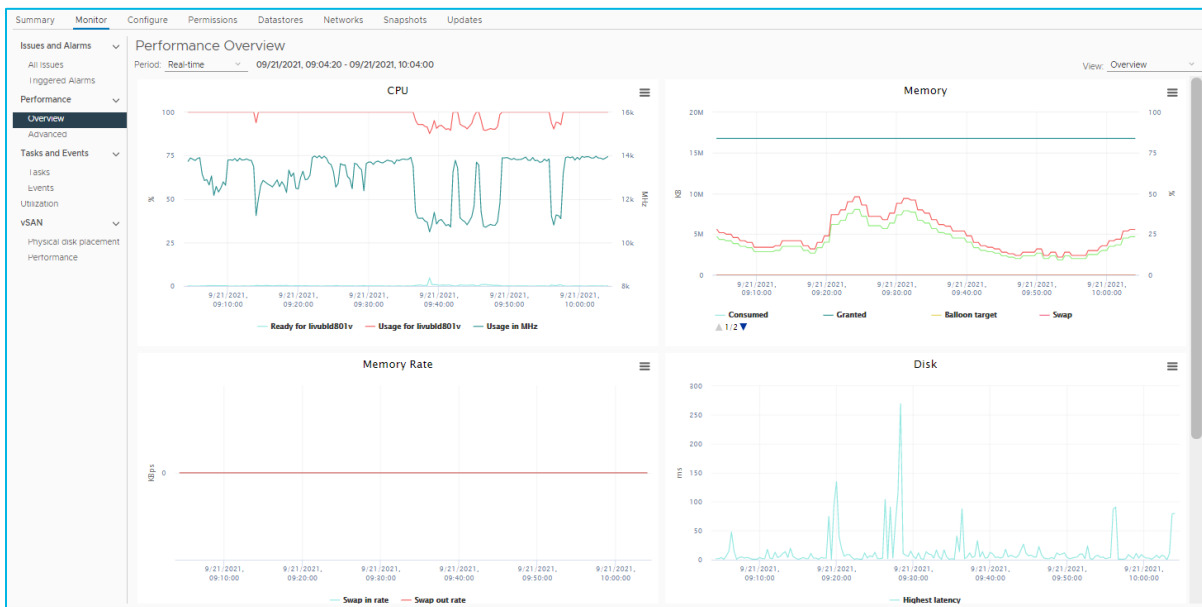 Summary Monitor Configure Permissions Datastores Networks Snapshots Updates
Issues and Alarms
All Issues
Triggered Alarms
Performance
Overview
Advanced
Tasks and Events
Tasks
Events
Utilization
vSAN
Physical disk placement
Performance
Performance Overview
Period: Real-time 09/21/2021, 09:04:20 - 09/21/2021, 10:04:00
View: Overview
CPU
100 16k
75 14k
% MHz
50 12k
25 10k
0 8k
9/21/2021, 9/21/2021, 9/21/2021, 9/21/2021, 9/21/2021, 9/21/2021,
09:10:00 09:20:00 09:30:00 09:40:00 09:50:00 10:00:00
Ready for livubld801v Usage for livubld801v Usage in MHz
Memory
20M 100
15M 75
KB %
10M 50
5M 25
0 0
9/21/2021, 9/21/2021, 9/21/2021, 9/21/2021, 9/21/2021, 9/21/2021,
09:10:00 09:20:00 09:30:00 09:40:00 09:50:00 10:00:00
Consumed Granted Balloon target Swap
1/2
Memory Rate
KBps
0
9/21/2021, 9/21/2021, 9/21/2021, 9/21/2021, 9/21/2021, 9/21/2021,
09:10:00 09:20:00 09:30:00 09:40:00 09:50:00 10:00:00
Swap in rate Swap out rate
Disk
300
250
200
ms
150
100
50
0
9/21/2021, 9/21/2021, 9/21/2021, 9/21/2021, 9/21/2021, 9/21/2021,
09:10:00 09:20:00 09:30:00 09:40:00 09:50:00 10:00:00
Highest latency